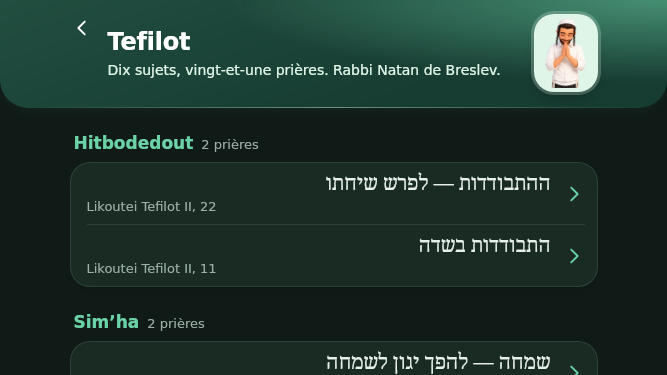 Tefilot
Dix sujets, vingt-et-une prières. Rabbi Natan de Breslev.
Hitbodedout 2 prières
ההתבודדות — לפרש שיחתו
Likoutei Tefilot II, 22
התבודדות בשדה
Likoutei Tefilot II, 11
Sim’ha 2 prières
שמחה — להפך יגון לשמחה